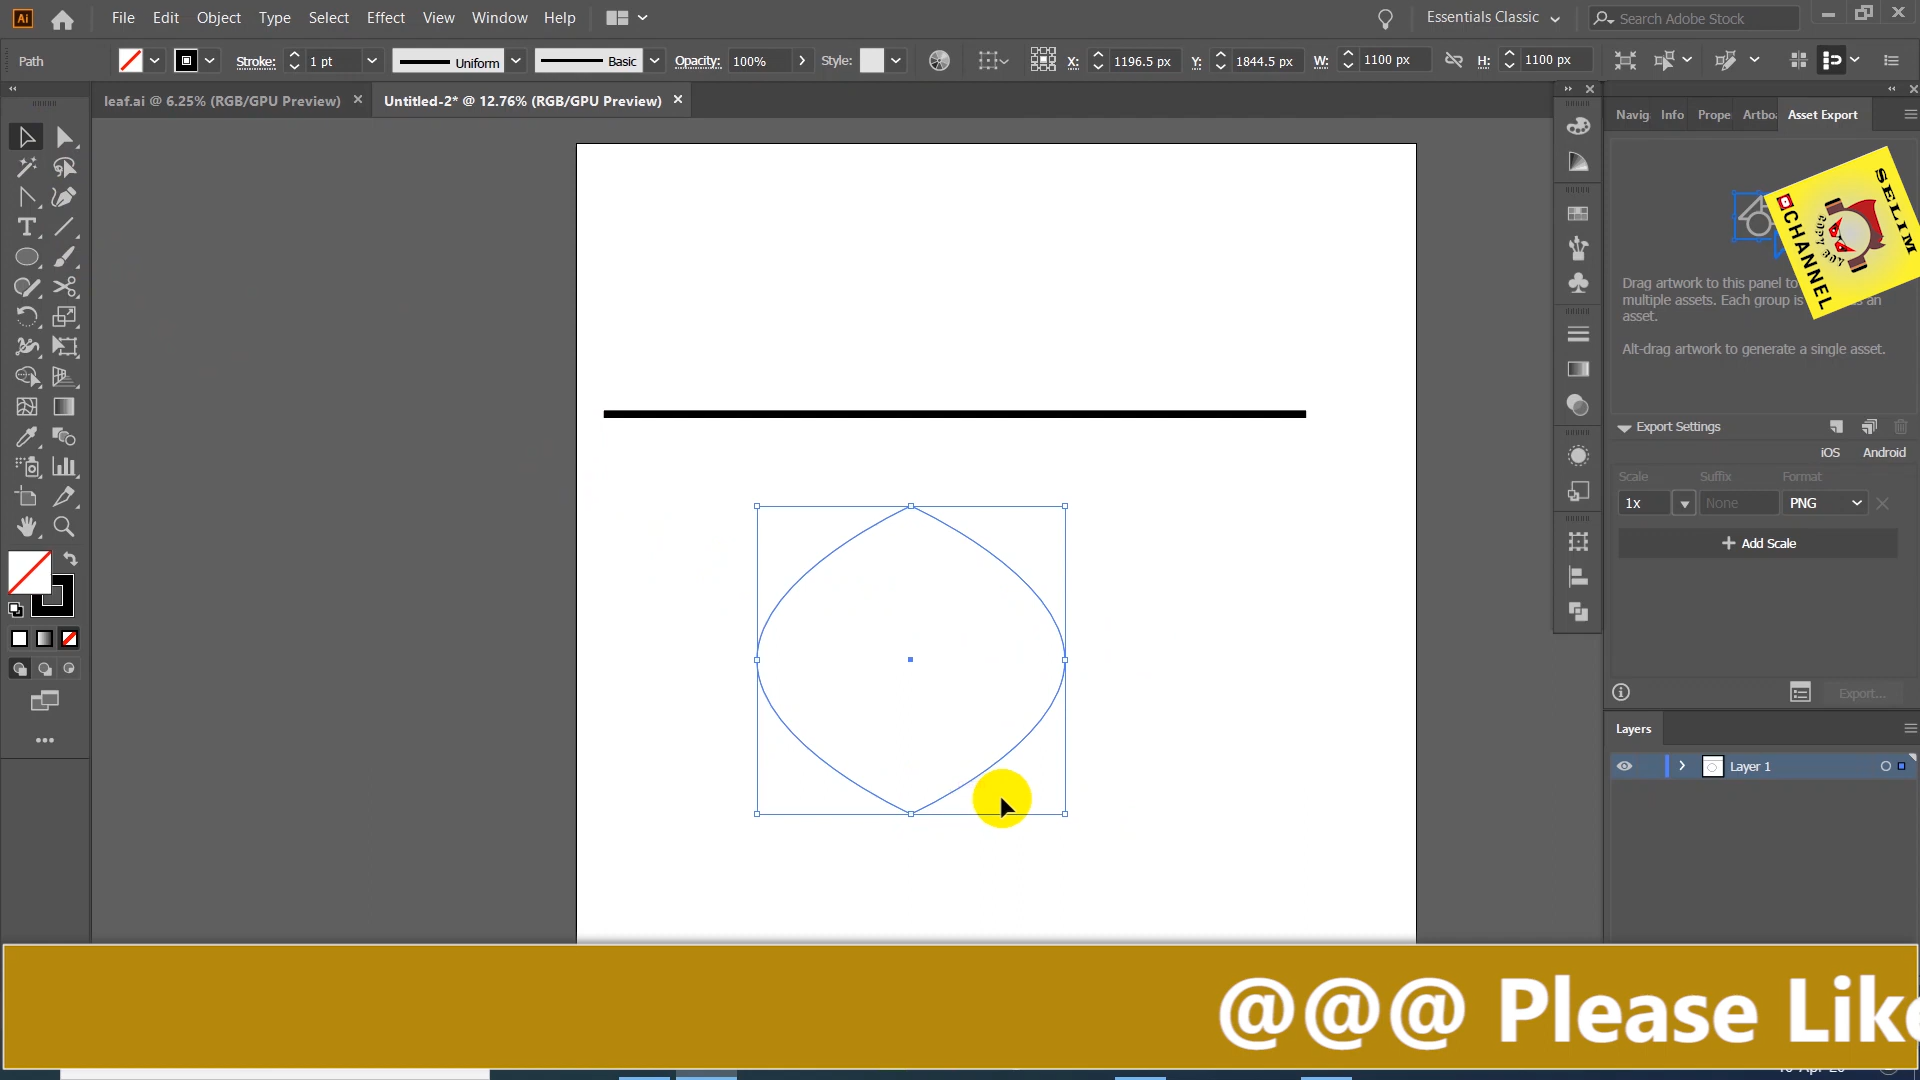 Ai File Edit Object Type Select Effect View Window Help Essentials Classic Search Adobe Stock
Path Stroke: 1 pt Uniform Basic Opacity: 100% Style: X: 1196.5 px Y: 1844.5 px W: 1100 px H: 1100 px
leaf.ai @ 6.25% (RGB/GPU Preview) Untitled-2* @ 12.76% (RGB/GPU Preview)
Navig Info Prope Artboa Asset Export
SELIM
CHANNEL
Drag artwork to this panel to
multiple assets. Each group is an
asset.
Alt-drag artwork to generate a single asset.
Export Settings
iOS Android
Scale Suffix Format
1x None PNG
Add Scale
Export...
Layers
Layer 1
@@@ Please Like